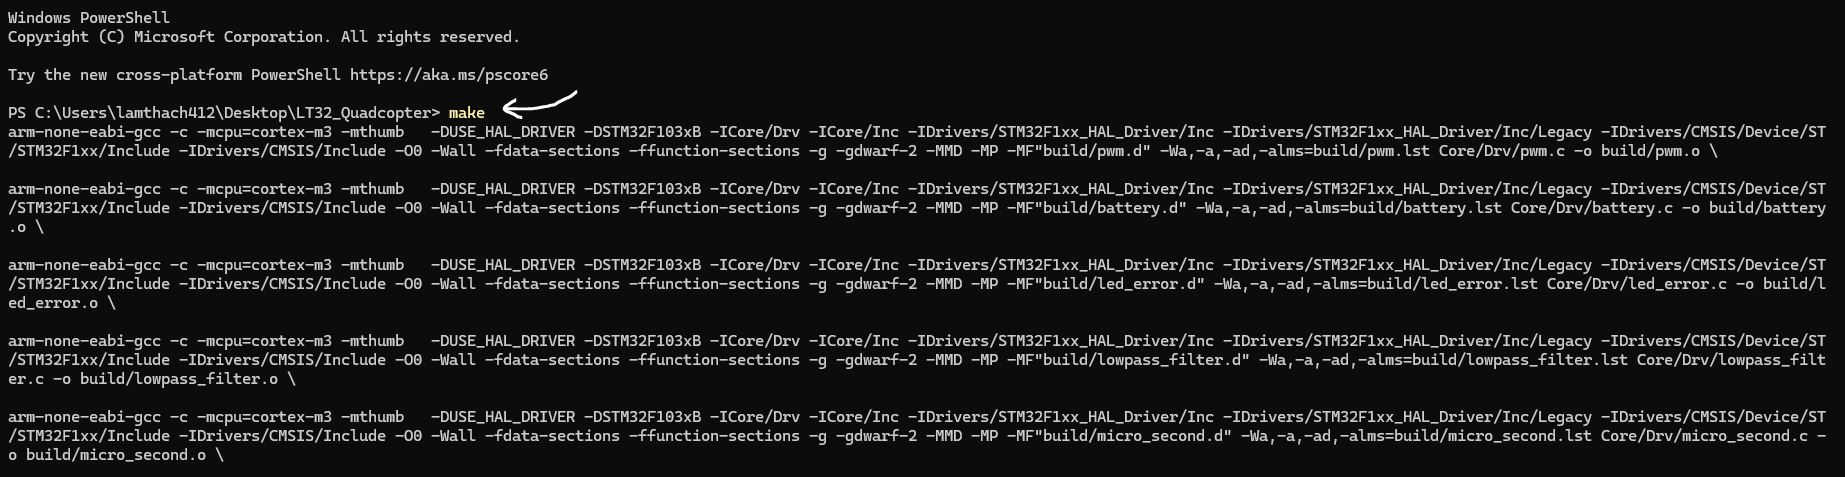 Windows PowerShell
Copyright (C) Microsoft Corporation. All rights reserved.
Try the new cross-platform PowerShell https://aka.ms/pscore6
PS C:\Users\lamthach412\Desktop\LT32_Quadcopter> make
arm-none-eabi-gcc -c -mcpu=cortex-m3 -mthumb   -DUSE_HAL_DRIVER -DSTM32F103xB -ICore/Drv -ICore/Inc -IDrivers/STM32F1xx_HAL_Driver/Inc -IDrivers/STM32F1xx_HAL_Driver/Inc/Legacy -IDrivers/CMSIS/Device/ST
/STM32F1xx/Include -IDrivers/CMSIS/Include -O0 -Wall -fdata-sections -ffunction-sections -g -gdwarf-2 -MMD -MP -MF"build/pwm.d" -Wa,-a,-ad,-alms=build/pwm.lst Core/Drv/pwm.c -o build/pwm.o \
arm-none-eabi-gcc -c -mcpu=cortex-m3 -mthumb   -DUSE_HAL_DRIVER -DSTM32F103xB -ICore/Drv -ICore/Inc -IDrivers/STM32F1xx_HAL_Driver/Inc -IDrivers/STM32F1xx_HAL_Driver/Inc/Legacy -IDrivers/CMSIS/Device/ST
/STM32F1xx/Include -IDrivers/CMSIS/Include -O0 -Wall -fdata-sections -ffunction-sections -g -gdwarf-2 -MMD -MP -MF"build/battery.d" -Wa,-a,-ad,-alms=build/battery.lst Core/Drv/battery.c -o build/battery
.o \
arm-none-eabi-gcc -c -mcpu=cortex-m3 -mthumb   -DUSE_HAL_DRIVER -DSTM32F103xB -ICore/Drv -ICore/Inc -IDrivers/STM32F1xx_HAL_Driver/Inc -IDrivers/STM32F1xx_HAL_Driver/Inc/Legacy -IDrivers/CMSIS/Device/ST
/STM32F1xx/Include -IDrivers/CMSIS/Include -O0 -Wall -fdata-sections -ffunction-sections -g -gdwarf-2 -MMD -MP -MF"build/led_error.d" -Wa,-a,-ad,-alms=build/led_error.lst Core/Drv/led_error.c -o build/l
ed_error.o \
arm-none-eabi-gcc -c -mcpu=cortex-m3 -mthumb   -DUSE_HAL_DRIVER -DSTM32F103xB -ICore/Drv -ICore/Inc -IDrivers/STM32F1xx_HAL_Driver/Inc -IDrivers/STM32F1xx_HAL_Driver/Inc/Legacy -IDrivers/CMSIS/Device/ST
/STM32F1xx/Include -IDrivers/CMSIS/Include -O0 -Wall -fdata-sections -ffunction-sections -g -gdwarf-2 -MMD -MP -MF"build/lowpass_filter.d" -Wa,-a,-ad,-alms=build/lowpass_filter.lst Core/Drv/lowpass_filt
er.c -o build/lowpass_filter.o \
arm-none-eabi-gcc -c -mcpu=cortex-m3 -mthumb   -DUSE_HAL_DRIVER -DSTM32F103xB -ICore/Drv -ICore/Inc -IDrivers/STM32F1xx_HAL_Driver/Inc -IDrivers/STM32F1xx_HAL_Driver/Inc/Legacy -IDrivers/CMSIS/Device/ST
/STM32F1xx/Include -IDrivers/CMSIS/Include -O0 -Wall -fdata-sections -ffunction-sections -g -gdwarf-2 -MMD -MP -MF"build/micro_second.d" -Wa,-a,-ad,-alms=build/micro_second.lst Core/Drv/micro_second.c -
o build/micro_second.o \